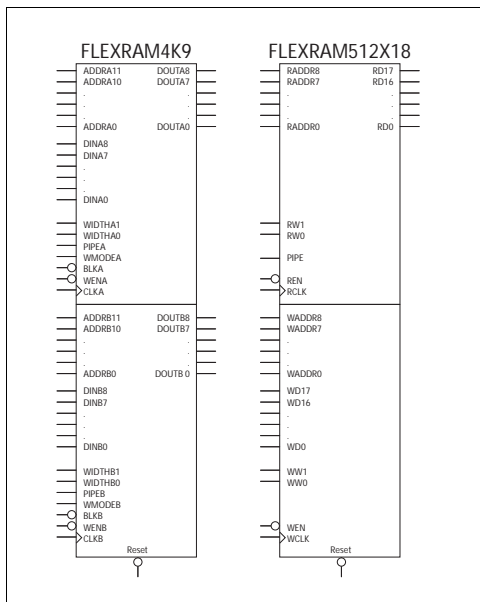 FLEXRAM4K9
ADDRA11 DOUTA8
ADDRA10 DOUTA7
. .
. .
. .
ADDRA0 DOUTA0
DINA8
DINA7
.
.
.
DINA0
WIDTHA1
WIDTHA0
PIPEA
WMODEA
BLKA
WENA
CLKA
ADDRB11 DOUTB8
ADDRB10 DOUTB7
. .
. .
. .
ADDRB0 DOUTB0
DINB8
DINB7
.
.
.
DINB0
WIDTHB1
WIDTHB0
PIPEB
WMODEB
BLKB
WENB
CLKB
Reset
FLEXRAM512X18
RADDR8 RD17
RADDR7 RD16
. .
. .
. .
RADDR0 RD0
RW1
RW0
PIPE
REN
RCLK
WADDR8
WADDR7
.
.
.
WADDR0
WD17
WD16
.
.
.
WD0
WW1
WW0
WEN
WCLK
Reset